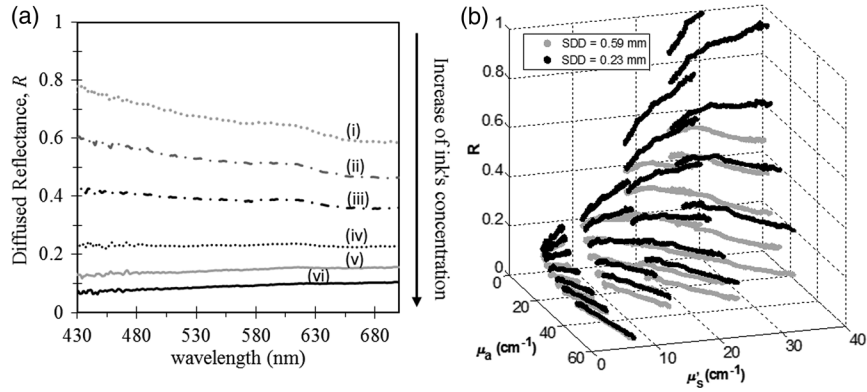 (a)
1
0.8
0.6
0.4
0.2
0
Diffused Reflectance, R
(i)
(ii)
(iii)
(iv)
(v)
(vi)
430 480 530 580 630 680
wavelength (nm)
Increase of ink's concentration
(b)
SDD = 0.59 mm
SDD = 0.23 mm
1
0.8
0.6
0.4
0.2
0
R
0
20
40
60
μa (cm-1)
0
10
20
30
40
μ's (cm-1)